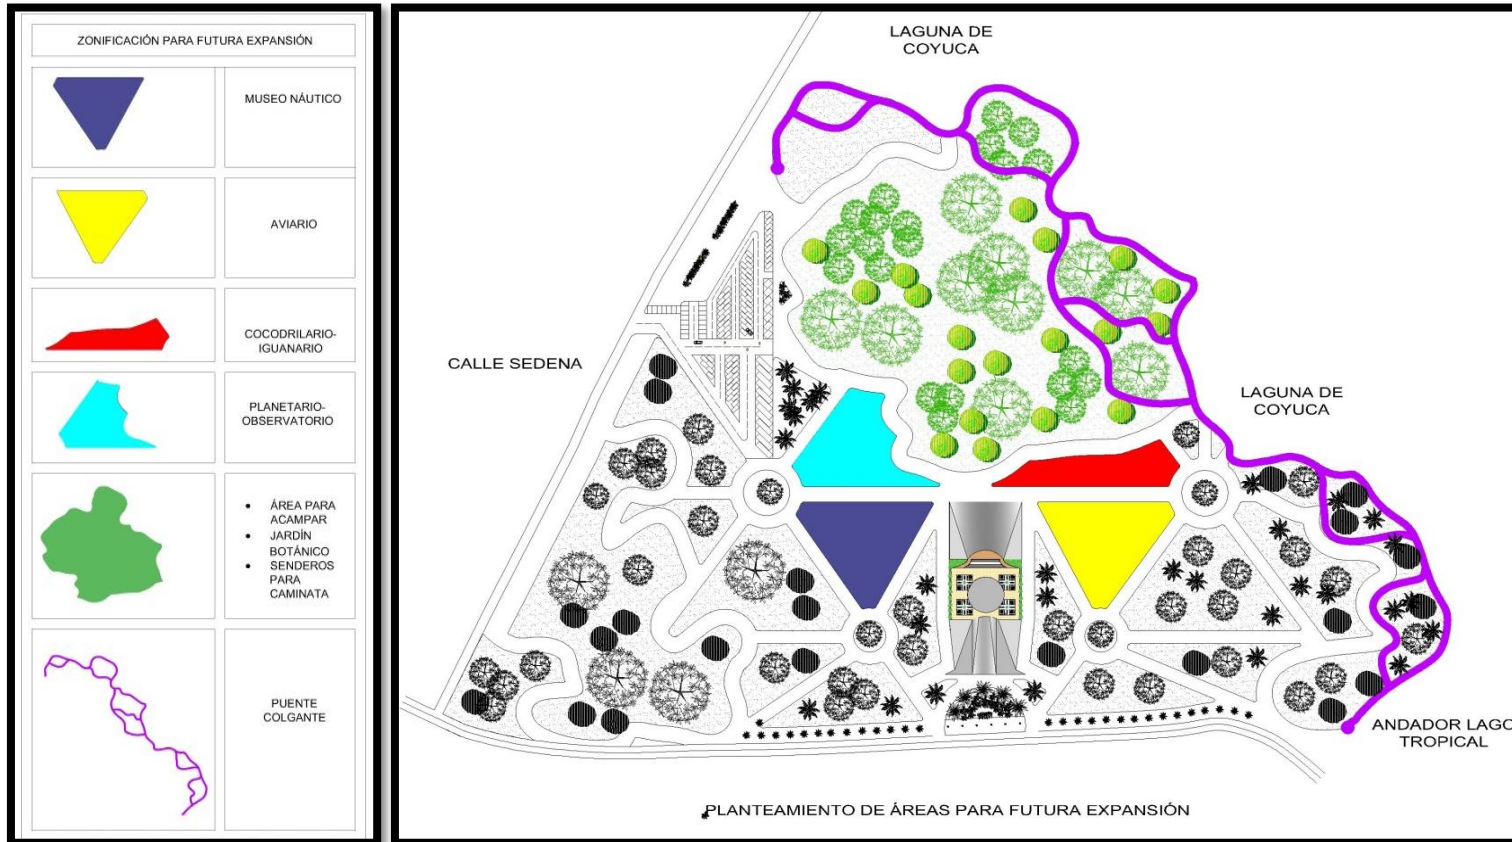 ZONIFICACIÓN PARA FUTURA EXPANSIÓN
MUSEO NÁUTICO
AVIARIO
COCODRILARIO-
IGUANARIO
PLANETARIO-
OBSERVATORIO
• ÁREA PARA
ACAMPAR
• JARDÍN
BOTÁNICO
• SENDEROS
PARA
CAMINATA
PUENTE
COLGANTE
LAGUNA DE
COYUCA
CALLE SEDENA
LAGUNA DE
COYUCA
ANDADOR LAGO
TROPICAL
PLANTEAMIENTO DE ÁREAS PARA FUTURA EXPANSIÓN